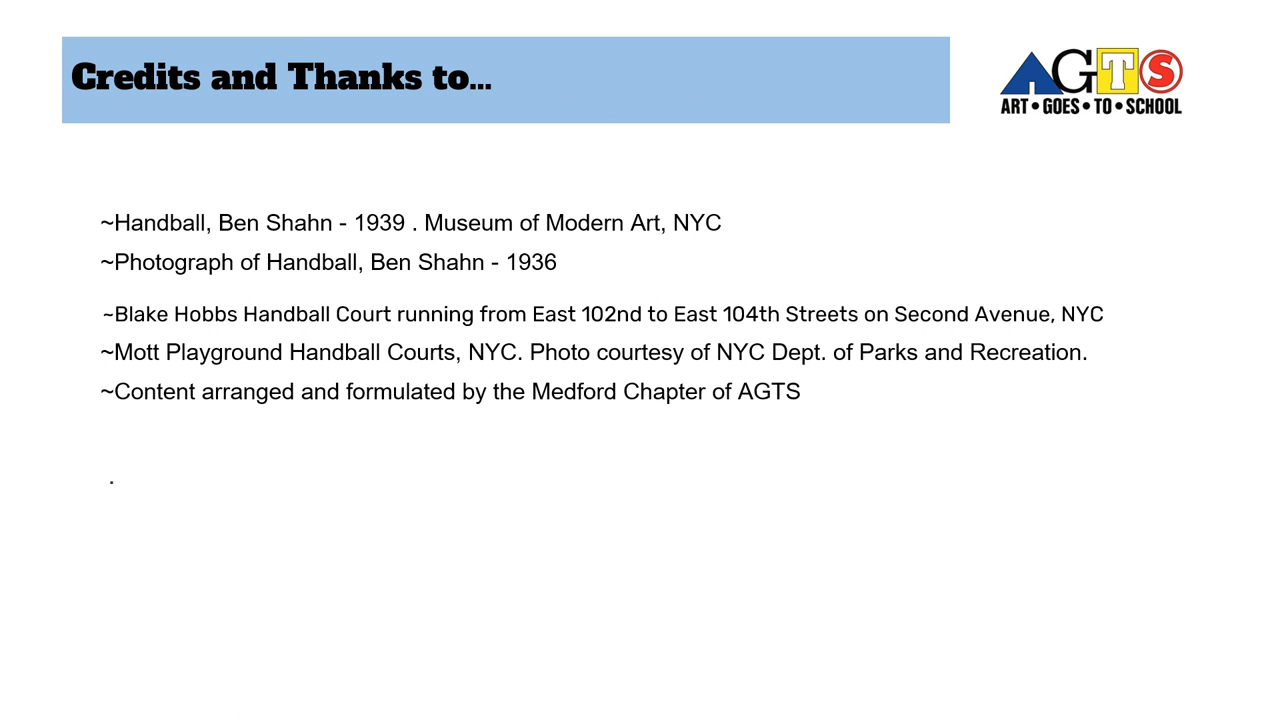 Credits and Thanks to...
AGTS
ART • GOES • TO • SCHOOL
~Handball, Ben Shahn - 1939 . Museum of Modern Art, NYC
~Photograph of Handball, Ben Shahn - 1936
~Blake Hobbs Handball Court running from East 102nd to East 104th Streets on Second Avenue, NYC
~Mott Playground Handball Courts, NYC. Photo courtesy of NYC Dept. of Parks and Recreation.
~Content arranged and formulated by the Medford Chapter of AGTS
.